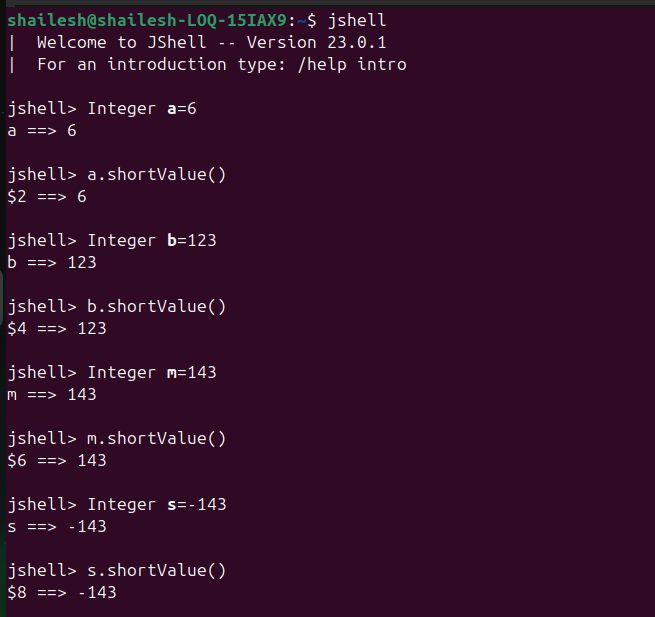 shailesh@shailesh-LOQ-15IAX9:~$ jshell
|  Welcome to JShell -- Version 23.0.1
|  For an introduction type: /help intro
jshell> Integer a=6
a ==> 6
jshell> a.shortValue()
$2 ==> 6
jshell> Integer b=123
b ==> 123
jshell> b.shortValue()
$4 ==> 123
jshell> Integer m=143
m ==> 143
jshell> m.shortValue()
$6 ==> 143
jshell> Integer s=-143
s ==> -143
jshell> s.shortValue()
$8 ==> -143